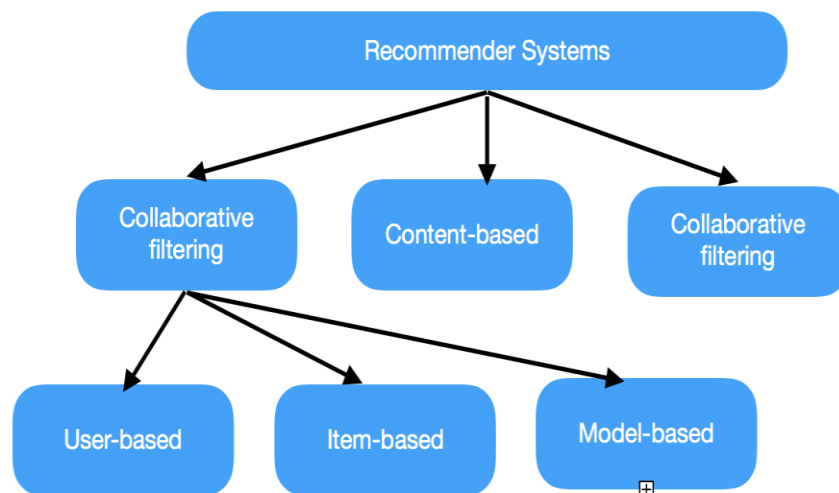 Recommender Systems
Collaborative
filtering
Content-based
Collaborative
filtering
User-based
Item-based
Model-based